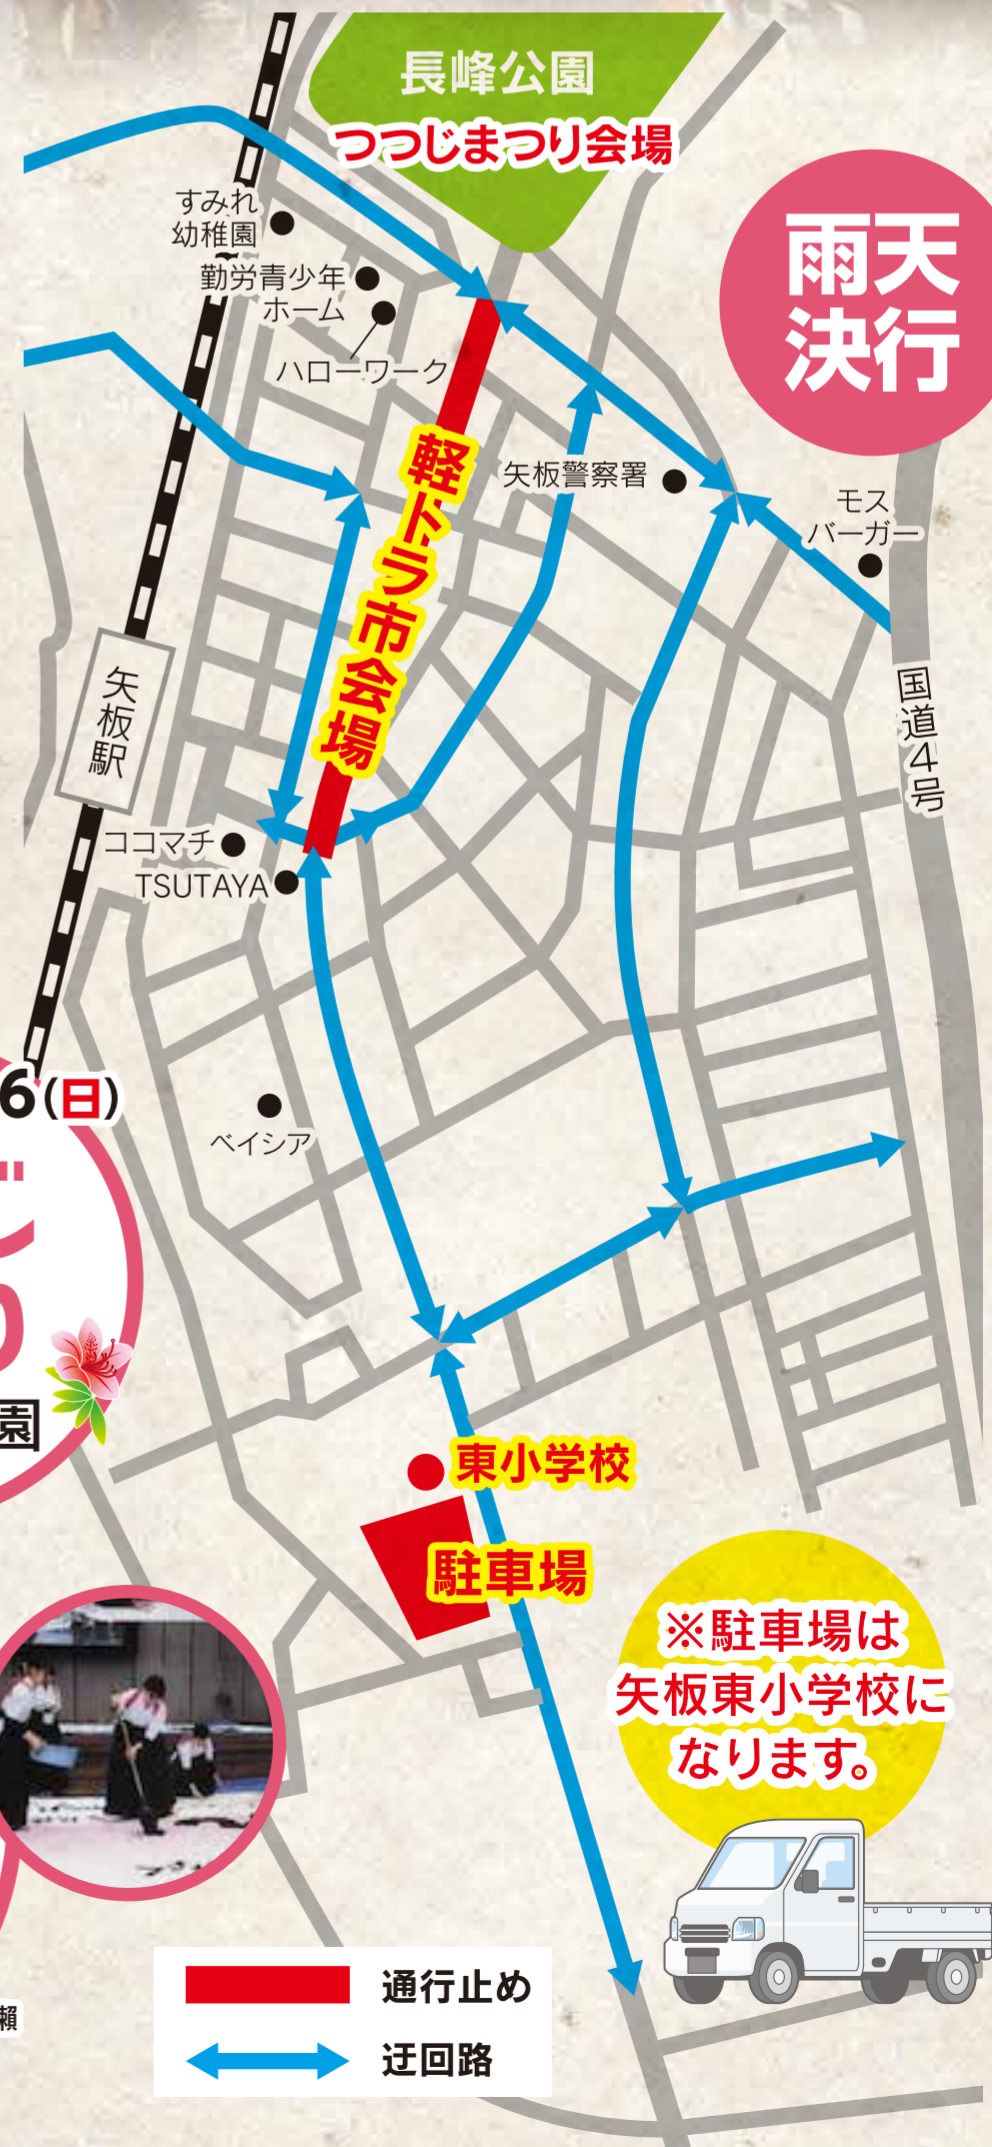 長峰公園
つつじまつり会場
雨天
決行
すみれ
幼稚園
勤労青少年
ホーム
ハローワーク
軽トラ市会場
矢板警察署
モス
バーガー
国道4号
矢板駅
ココマチ
TSUTAYA
6(日)
ベイシア
園
東小学校
駐車場
※駐車場は
矢板東小学校に
なります。
通行止め
迂回路